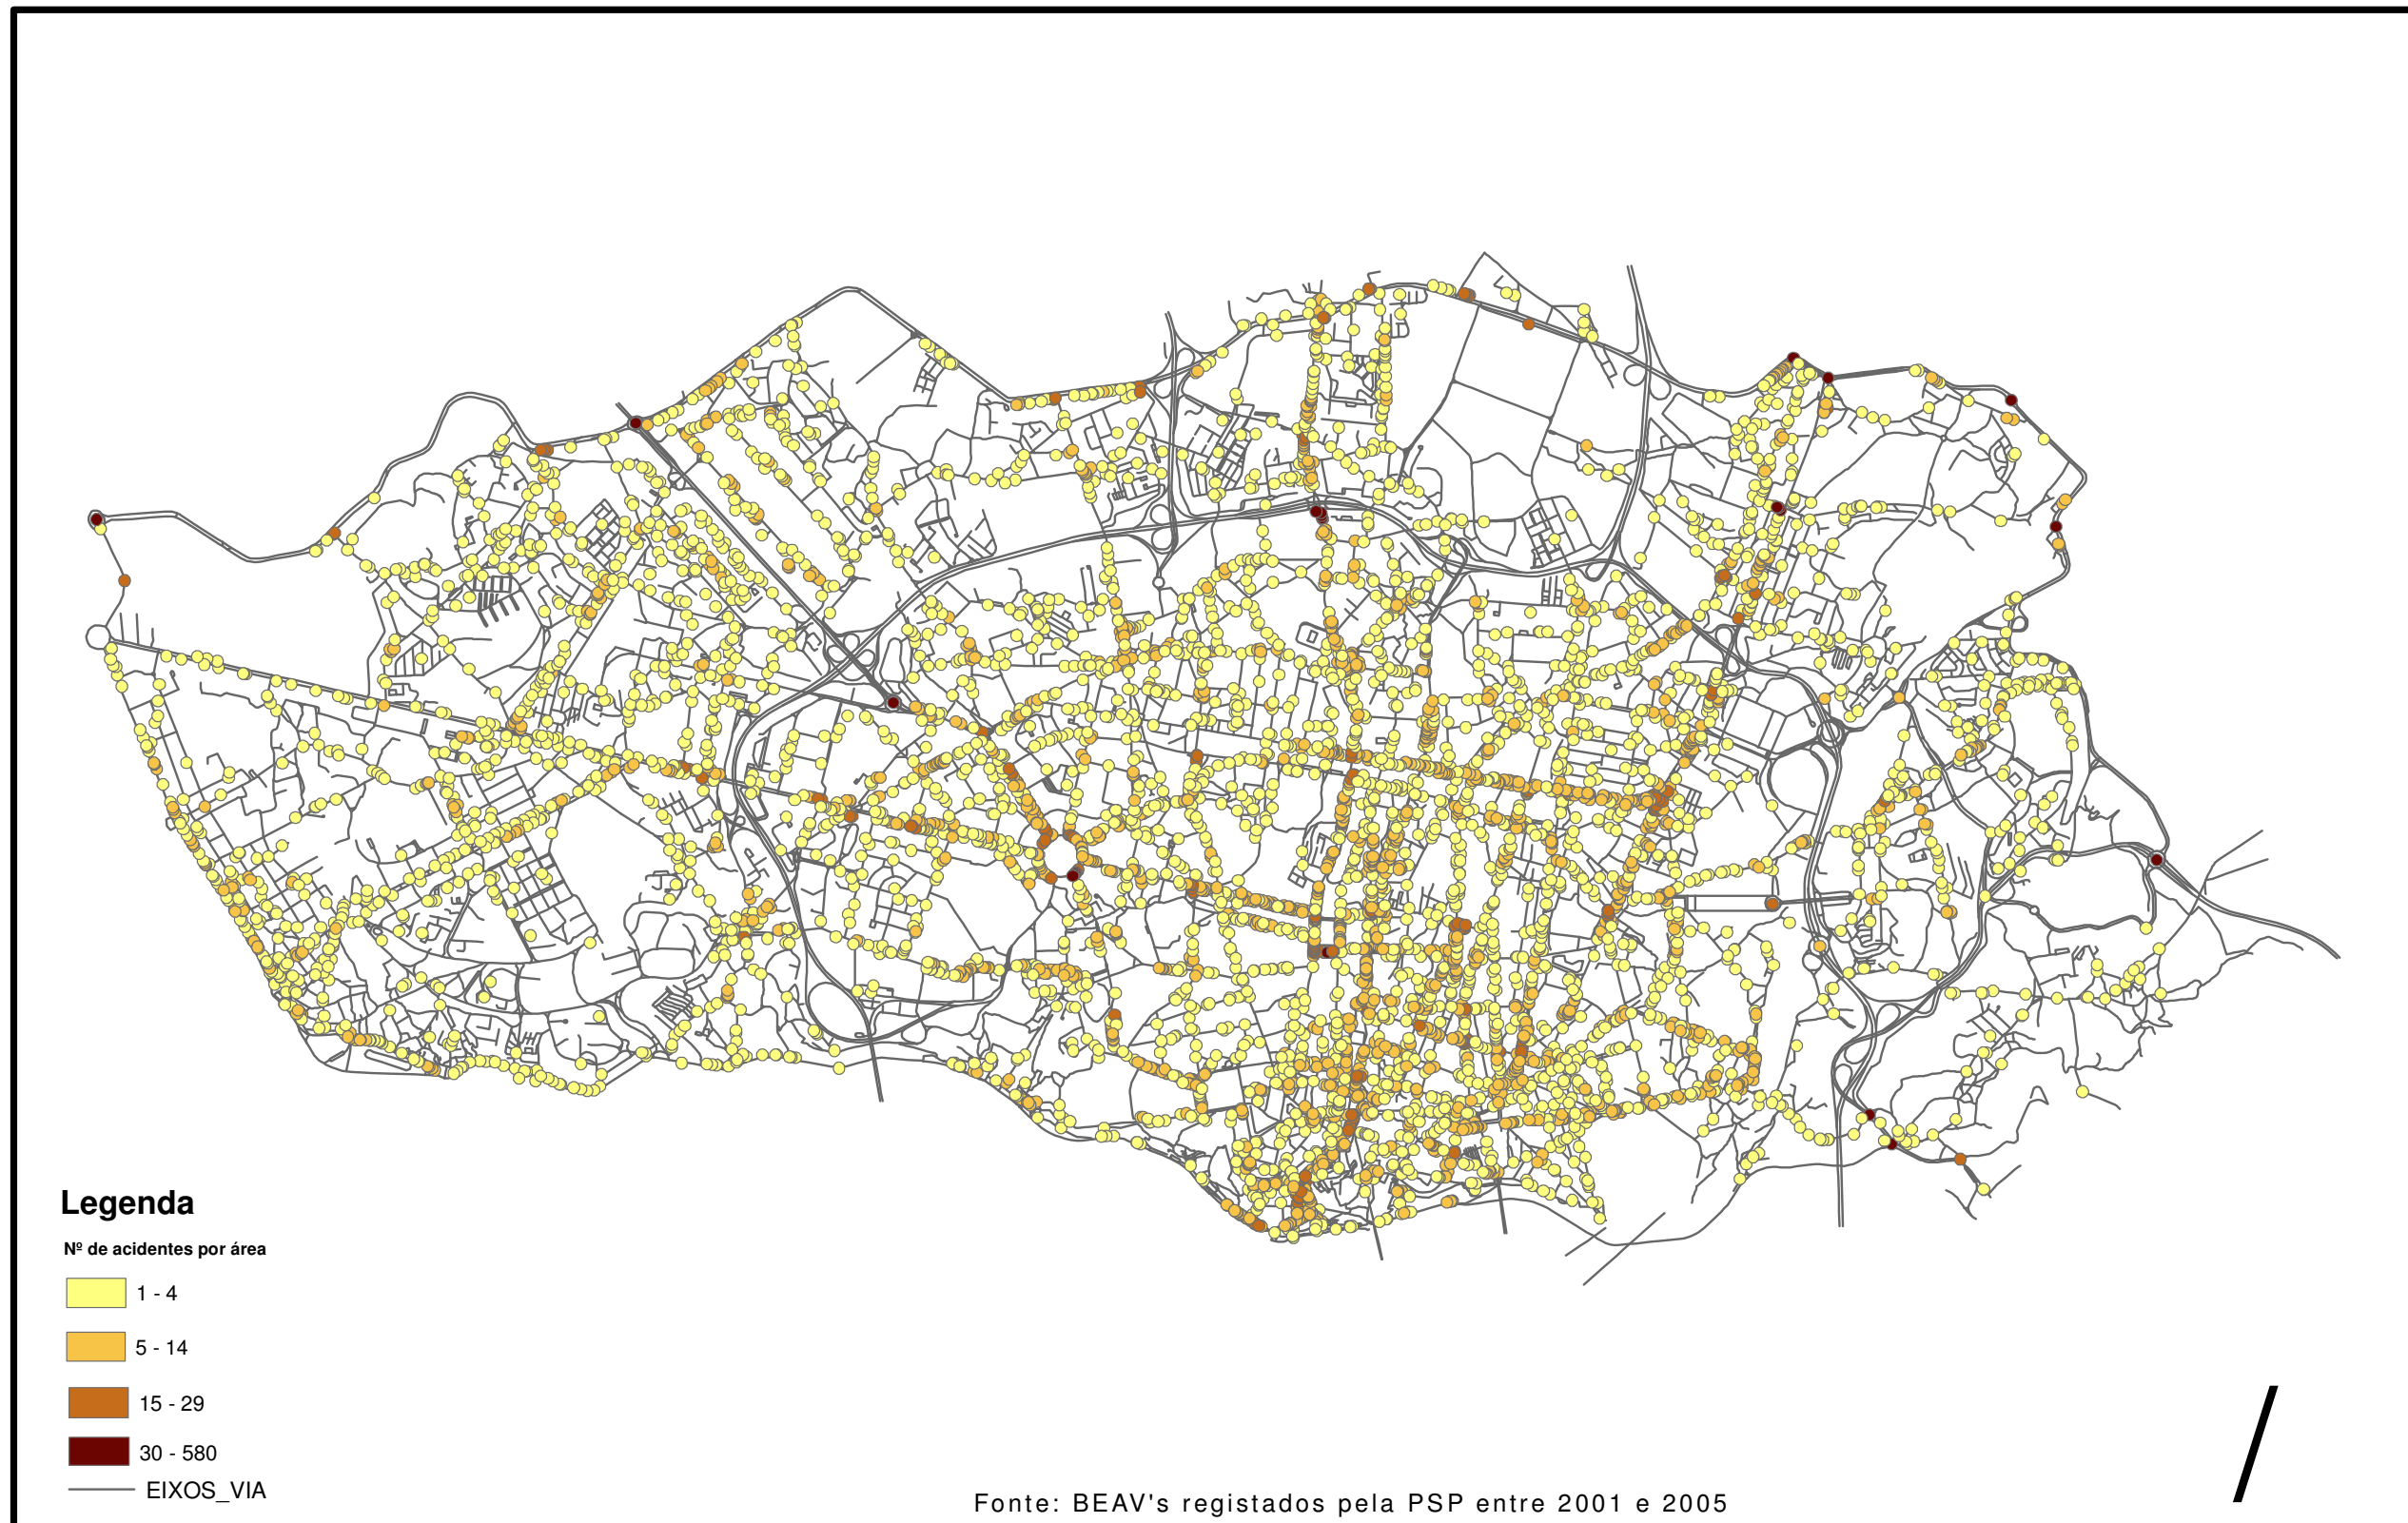 Legenda
Nº de acidentes por área
1 - 4
5 - 14
15 - 29
30 - 580
EIXOS_VIA
Fonte: BEAV's registados pela PSP entre 2001 e 2005